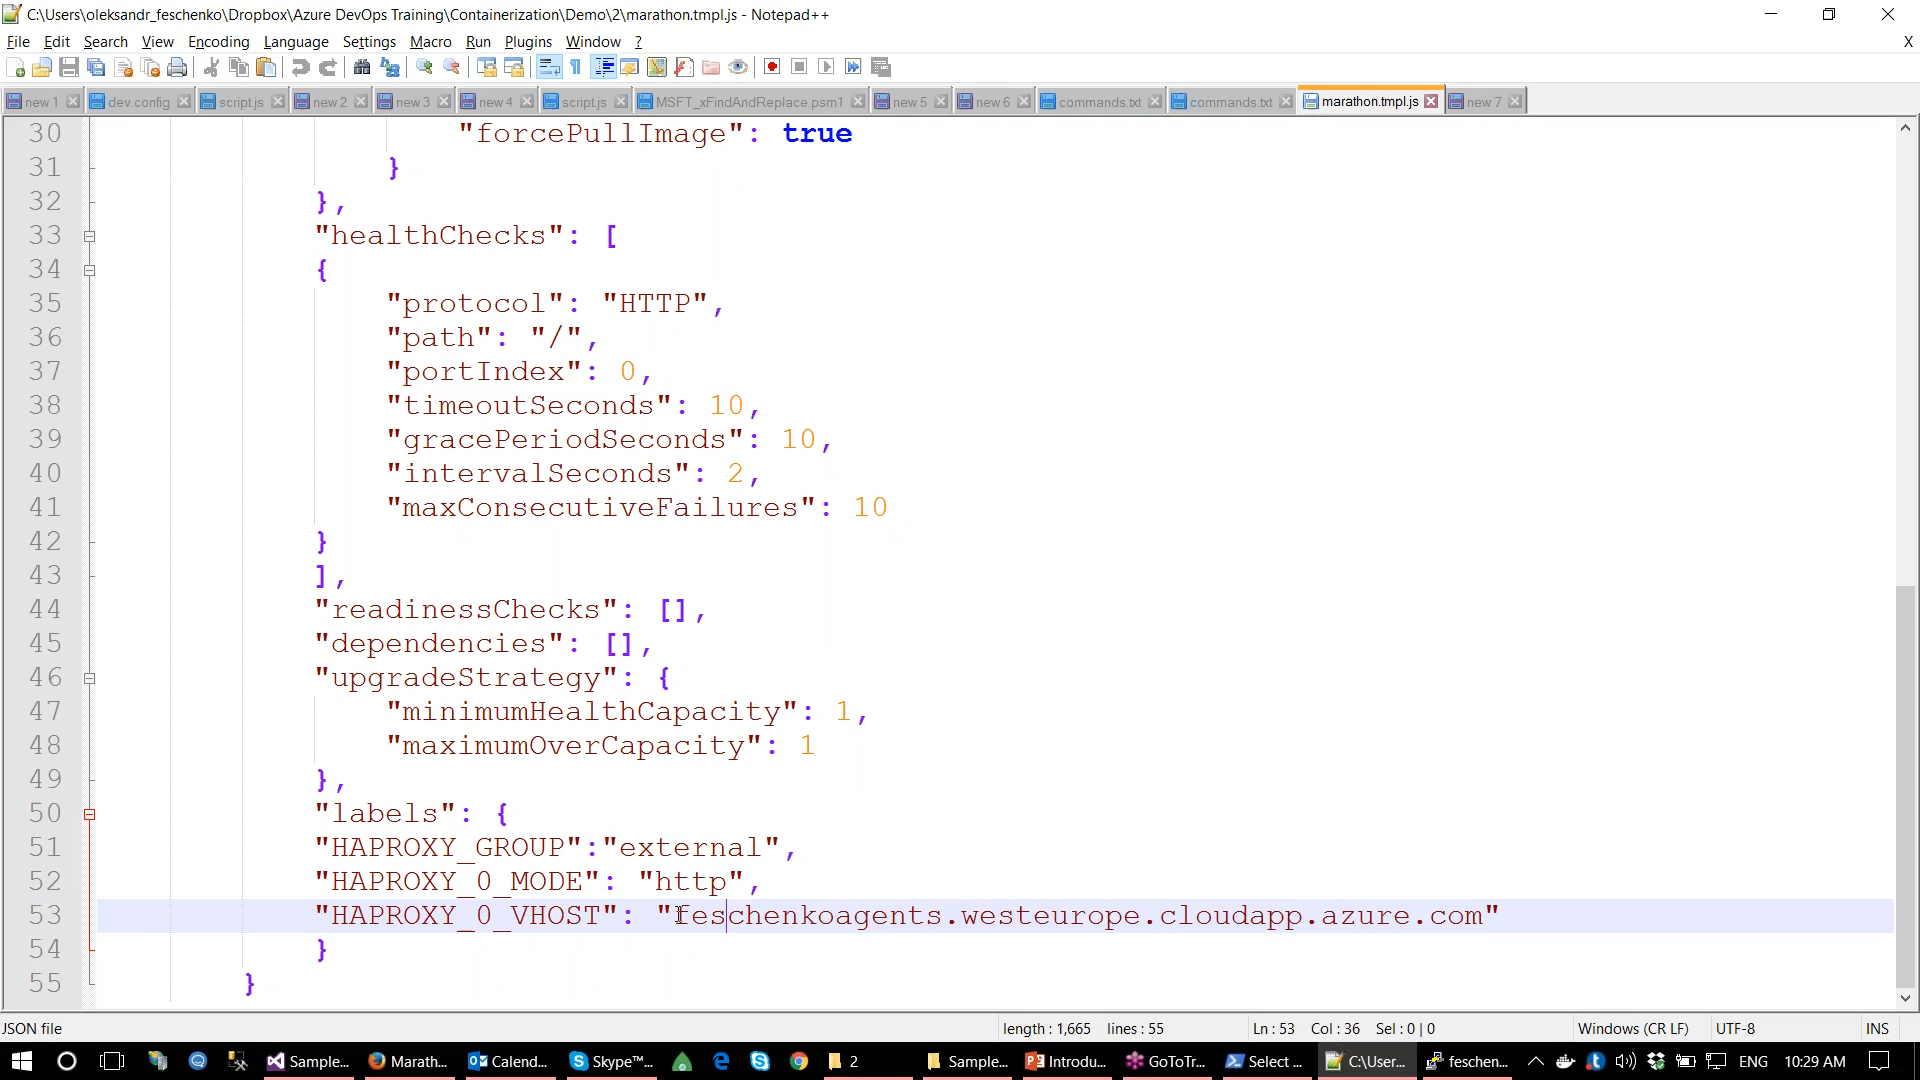 C:\Users\oleksandr_feschenko\Dropbox\Azure DevOps Training\Containerization\Demo\2\marathon.tmpl.js - Notepad++
File Edit Search View Encoding Language Settings Macro Run Plugins Window ? X
new 1 dev.config script.js new 2 new 3 new 4 script.js MSFT_xFindAndReplace.psm1 new 5 new 6 commands.txt commands.txt marathon.tmpl.js new 7
30 "forcePullImage": true
31 }
32 },
33 "healthChecks": [
34 {
35 "protocol": "HTTP",
36 "path": "/",
37 "portIndex": 0,
38 "timeoutSeconds": 10,
39 "gracePeriodSeconds": 10,
40 "intervalSeconds": 2,
41 "maxConsecutiveFailures": 10
42 }
43 ],
44 "readinessChecks": [],
45 "dependencies": [],
46 "upgradeStrategy": {
47 "minimumHealthCapacity": 1,
48 "maximumOverCapacity": 1
49 },
50 "labels": {
51 "HAPROXY_GROUP":"external",
52 "HAPROXY_0_MODE": "http",
53 "HAPROXY_0_VHOST": "feschenkoagents.westeurope.cloudapp.azure.com"
54 }
55 }
JSON file length : 1,665 lines : 55 Ln : 53 Col : 36 Sel : 0 | 0 Windows (CR LF) UTF-8 INS
Sample... Marath... Calend... Skype™... 2 Sample... Introdu... GoToTr... Select ... C:\User... feschen... ENG 10:29 AM